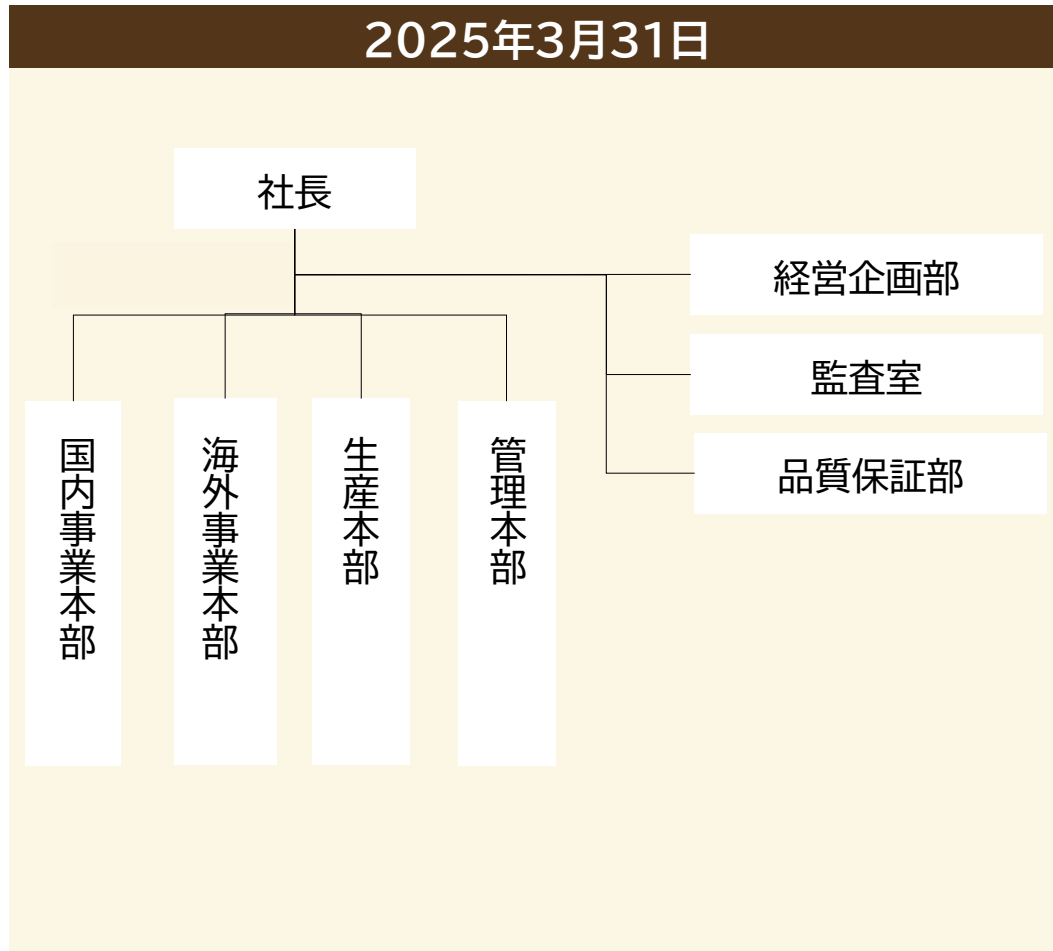 2025年3月31日
社長
経営企画部
監査室
品質保証部
国内事業本部
海外事業本部
生産本部
管理本部